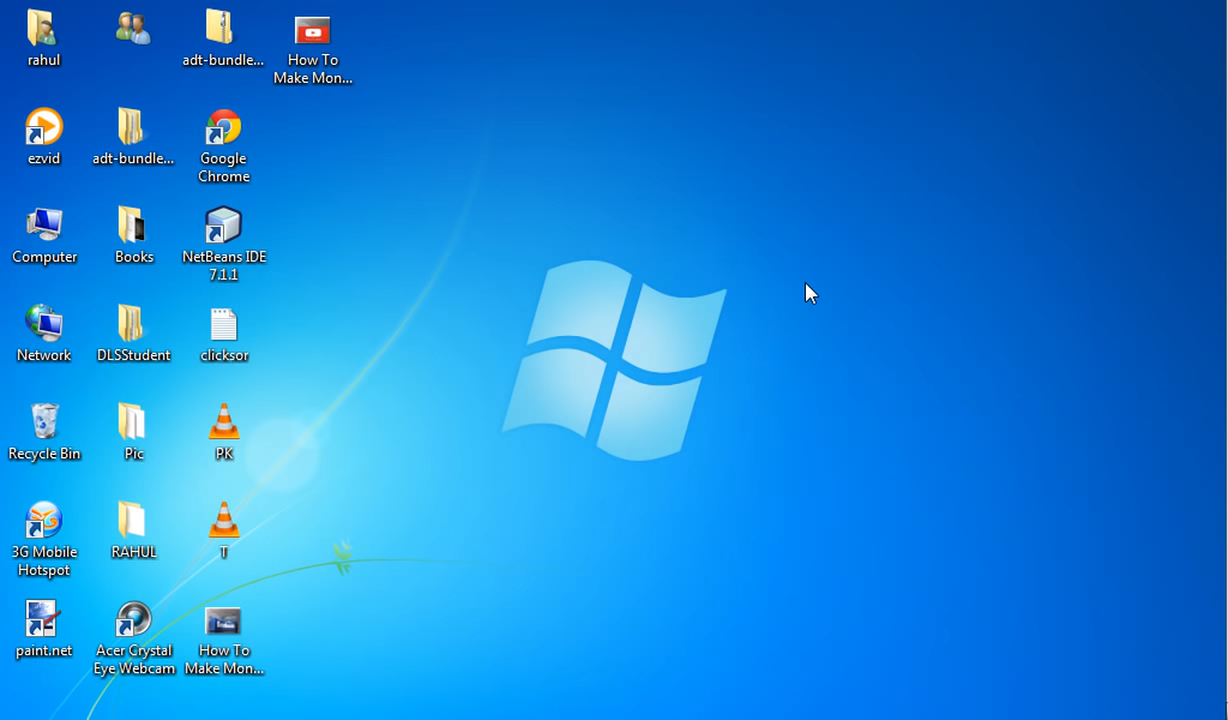 rahul
adt-bundle...
How To
Make Mon...
ezvid
adt-bundle...
Google
Chrome
Computer
Books
NetBeans IDE
7.1.1
Network
DLSStudent
clicksor
Recycle Bin
Pic
PK
3G Mobile
Hotspot
RAHUL
T
paint.net
Acer Crystal
Eye Webcam
How To
Make Mon...